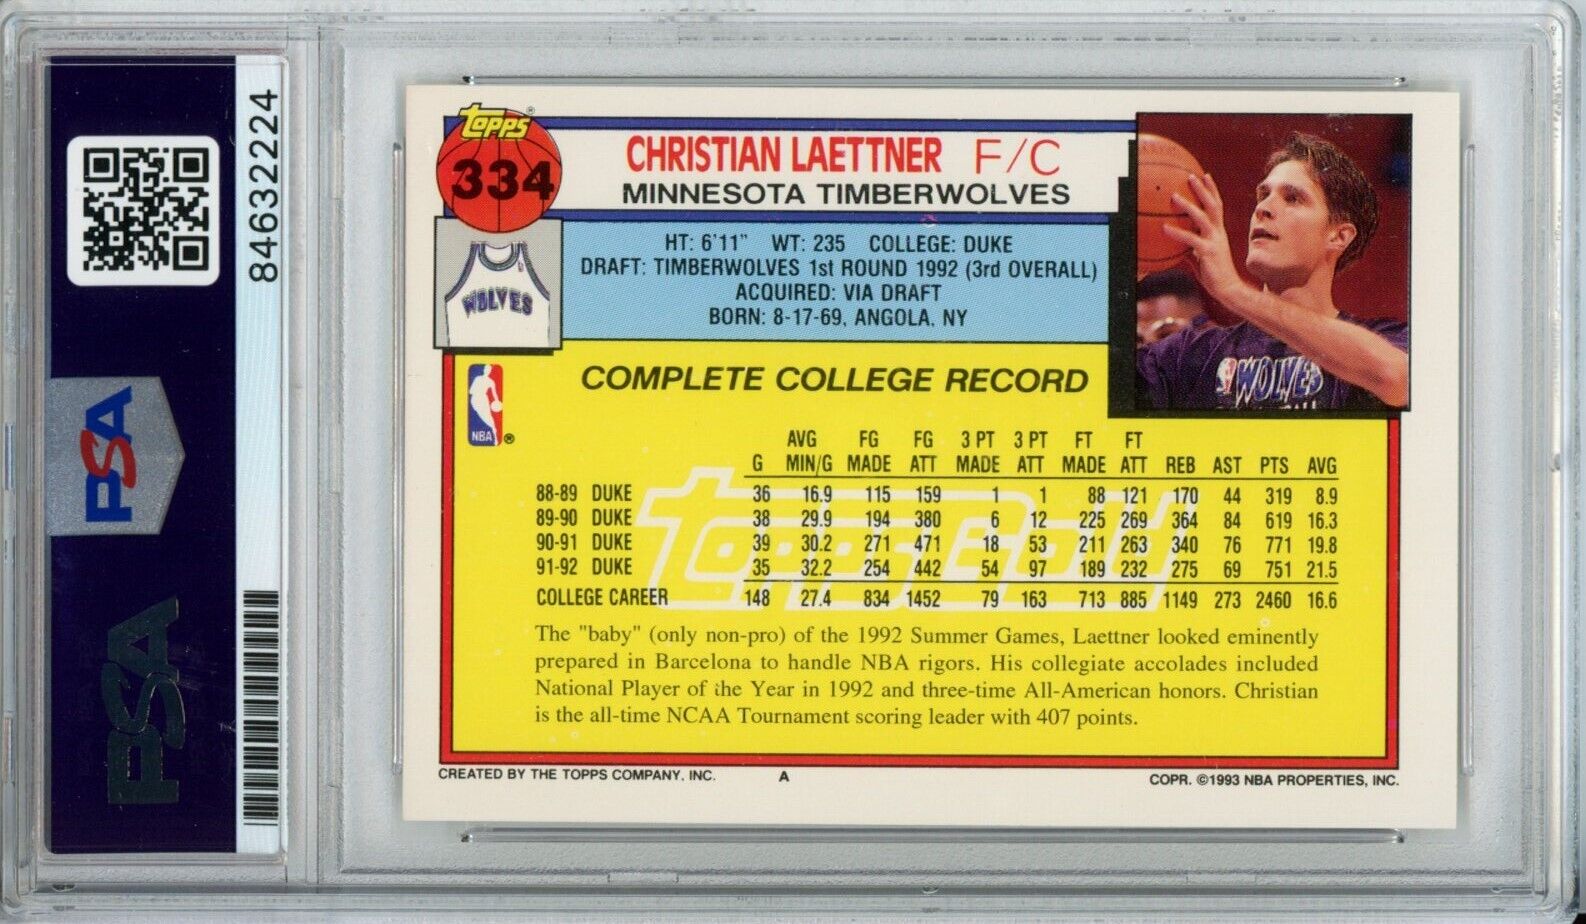 84632224
PSA
PSA
Topps®
334
CHRISTIAN LAETTNER F/C
MINNESOTA TIMBERWOLVES
WOLVES
HT: 6'11" WT: 235 COLLEGE: DUKE
DRAFT: TIMBERWOLVES 1st ROUND 1992 (3rd OVERALL)
ACQUIRED: VIA DRAFT
BORN: 8-17-69, ANGOLA, NY
WOLVES
NBA ®
COMPLETE COLLEGE RECORD
AVG FG FG 3 PT 3 PT FT FT
G MIN/G MADE ATT MADE ATT MADE ATT REB AST PTS AVG
88-89 DUKE 36 16.9 115 159 1 1 88 121 170 44 319 8.9
89-90 DUKE 38 29.9 194 380 6 12 225 269 364 84 619 16.3
90-91 DUKE 39 30.2 271 471 18 53 211 263 340 76 771 19.8
91-92 DUKE 35 32.2 254 442 54 97 189 232 275 69 751 21.5
COLLEGE CAREER 148 27.4 834 1452 79 163 713 885 1149 273 2460 16.6
Topps Gold
The "baby" (only non-pro) of the 1992 Summer Games, Laettner looked eminently
prepared in Barcelona to handle NBA rigors. His collegiate accolades included
National Player of the Year in 1992 and three-time All-American honors. Christian
is the all-time NCAA Tournament scoring leader with 407 points.
CREATED BY THE TOPPS COMPANY, INC. A COPR. ©1993 NBA PROPERTIES, INC.